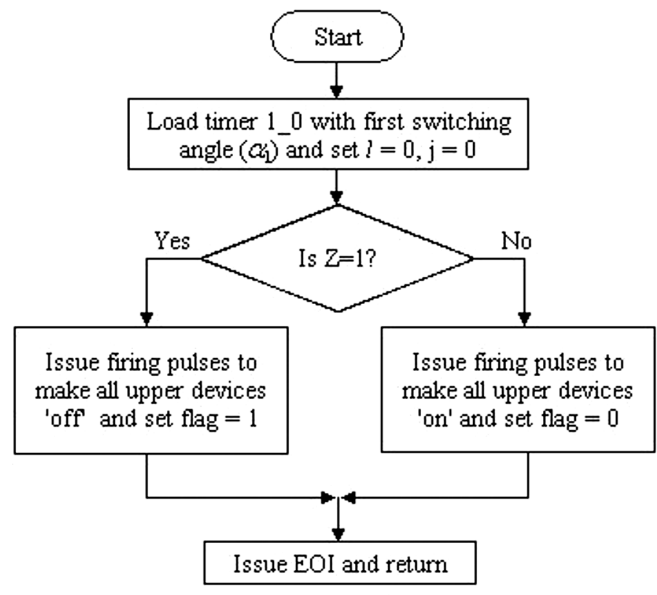 Start
Load timer 1_0 with first switching
angle (α₁) and set l = 0, j = 0
Is Z=1?
Yes
No
Issue firing pulses to
make all upper devices
'off' and set flag = 1
Issue firing pulses to
make all upper devices
'on' and set flag = 0
Issue EOI and return